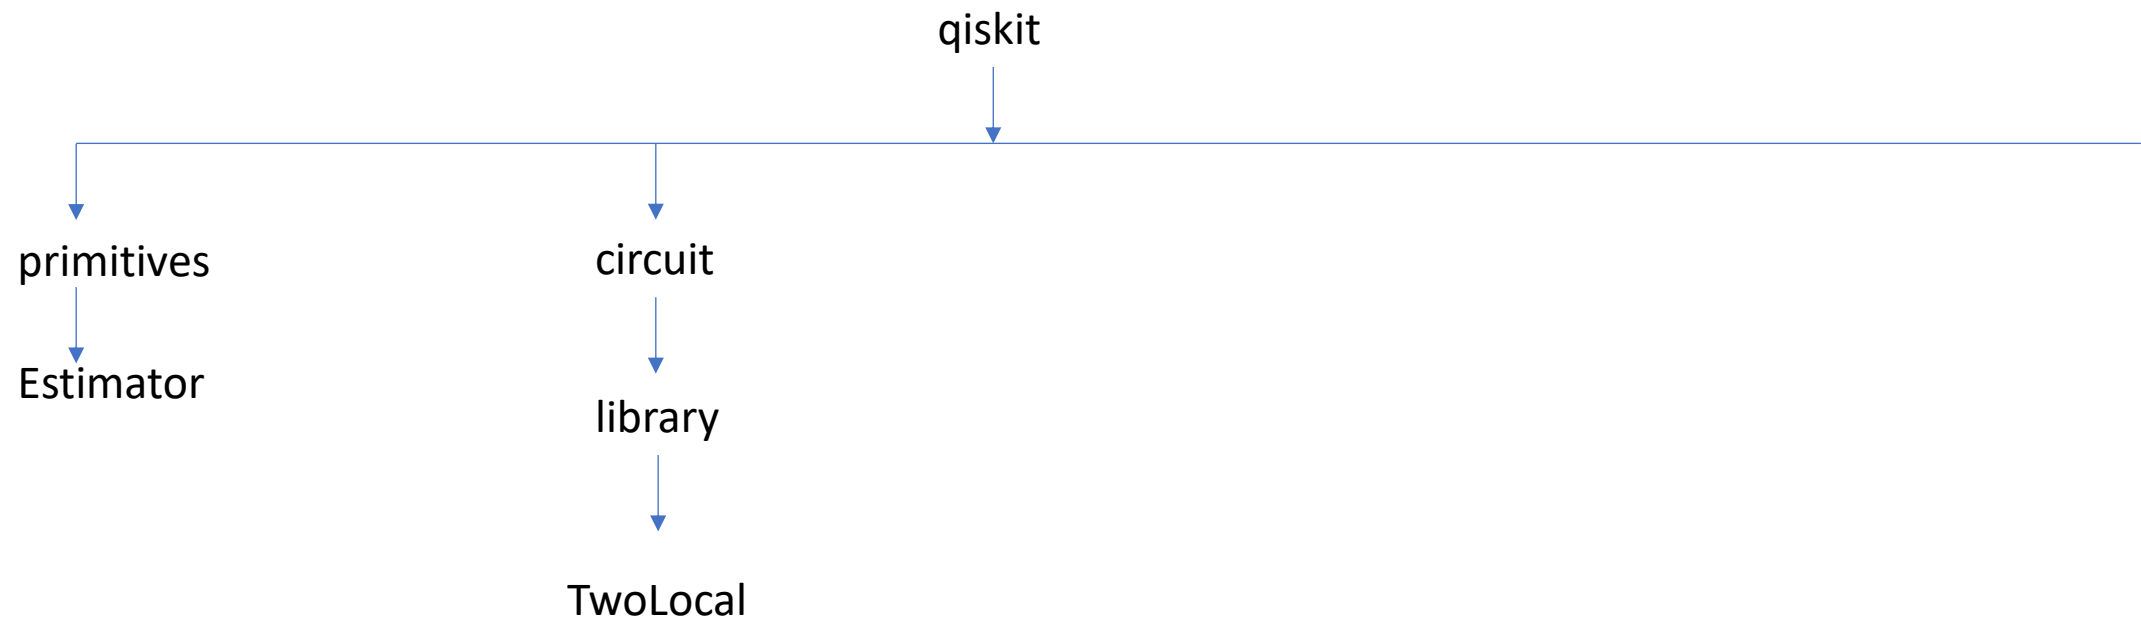 qiskit
primitives
circuit
Estimator
library
TwoLocal